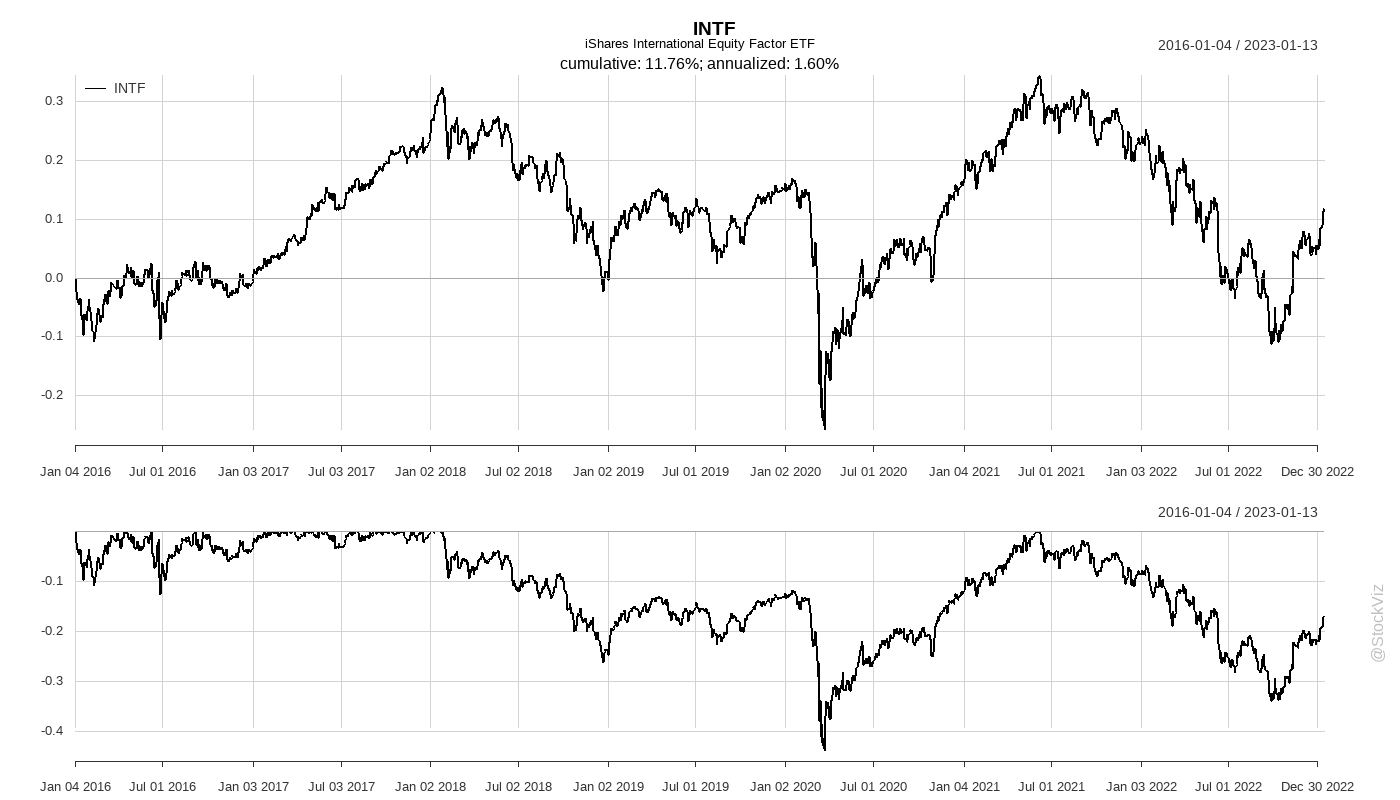 INTF
iShares International Equity Factor ETF
2016-01-04 / 2023-01-13
cumulative: 11.76%; annualized: 1.60%
INTF
0.3
0.2
0.1
0.0
-0.1
-0.2
Jan 04 2016 Jul 01 2016 Jan 03 2017 Jul 03 2017 Jan 02 2018 Jul 02 2018 Jan 02 2019 Jul 01 2019 Jan 02 2020 Jul 01 2020 Jan 04 2021 Jul 01 2021 Jan 03 2022 Jul 01 2022 Dec 30 2022
2016-01-04 / 2023-01-13
-0.1
-0.2
-0.3
-0.4
@StockViz
Jan 04 2016 Jul 01 2016 Jan 03 2017 Jul 03 2017 Jan 02 2018 Jul 02 2018 Jan 02 2019 Jul 01 2019 Jan 02 2020 Jul 01 2020 Jan 04 2021 Jul 01 2021 Jan 03 2022 Jul 01 2022 Dec 30 2022